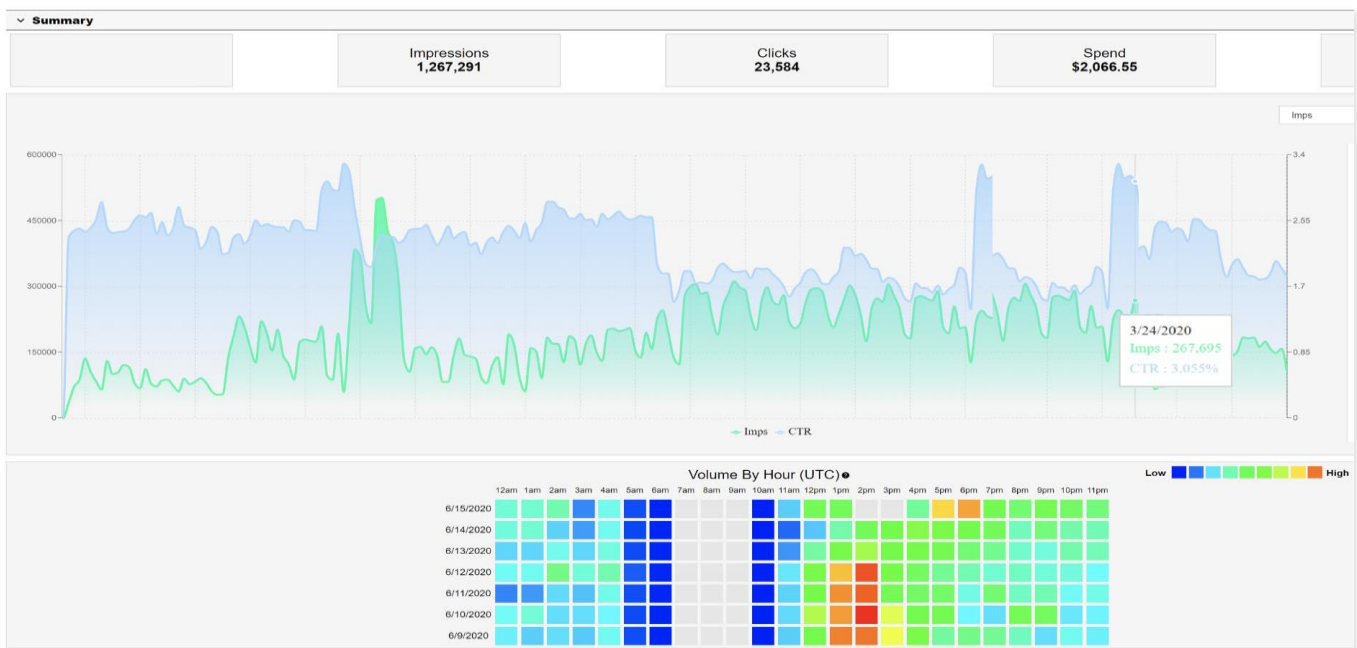 Summary
Impressions
1,267,291
Clicks
23,584
Spend
$2,066.55
Imps
600000
450000
300000
150000
0
3.4
2.55
1.7
0.85
0
3/24/2020
Imps : 267,695
CTR : 3.055%
Imps CTR
Volume By Hour (UTC)
Low High
12am 1am 2am 3am 4am 5am 6am 7am 8am 9am 10am 11am 12pm 1pm 2pm 3pm 4pm 5pm 6pm 7pm 8pm 9pm 10pm 11pm
6/15/2020
6/14/2020
6/13/2020
6/12/2020
6/11/2020
6/10/2020
6/9/2020